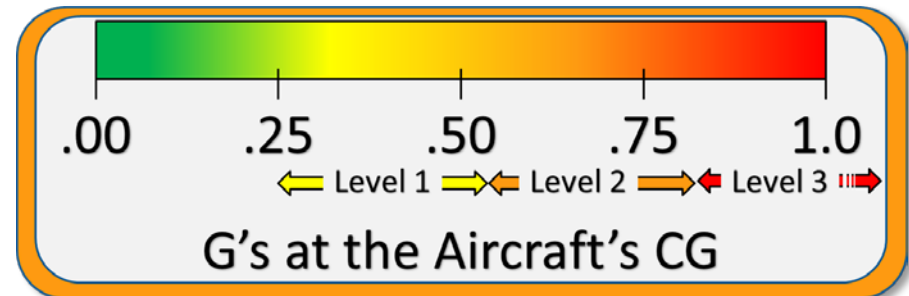 .00 .25 .50 .75 1.0
Level 1 Level 2 Level 3
G's at the Aircraft's CG